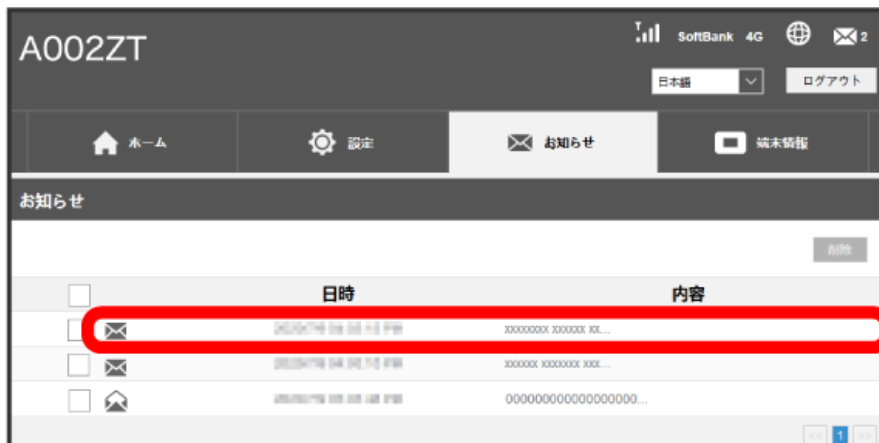 A002ZT
SoftBank 4G 2
日本語
ログアウト
ホーム 設定 お知らせ 端末情報
お知らせ
削除
日時 内容
xxxxxxxx xxxxxx xx...
xxxxxx xxxxxxx xxx...
000000000000000000...
<< 1 >>